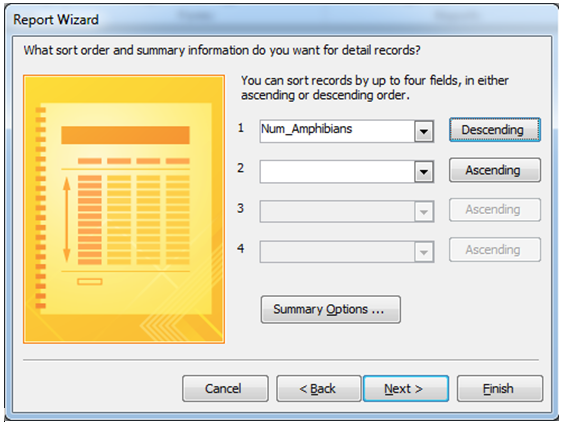 Report Wizard
What sort order and summary information do you want for detail records?
You can sort records by up to four fields, in either
ascending or descending order.
1 Num_Amphibians Descending
2 Ascending
3 Ascending
4 Ascending
Summary Options ...
Cancel < Back Next > Finish